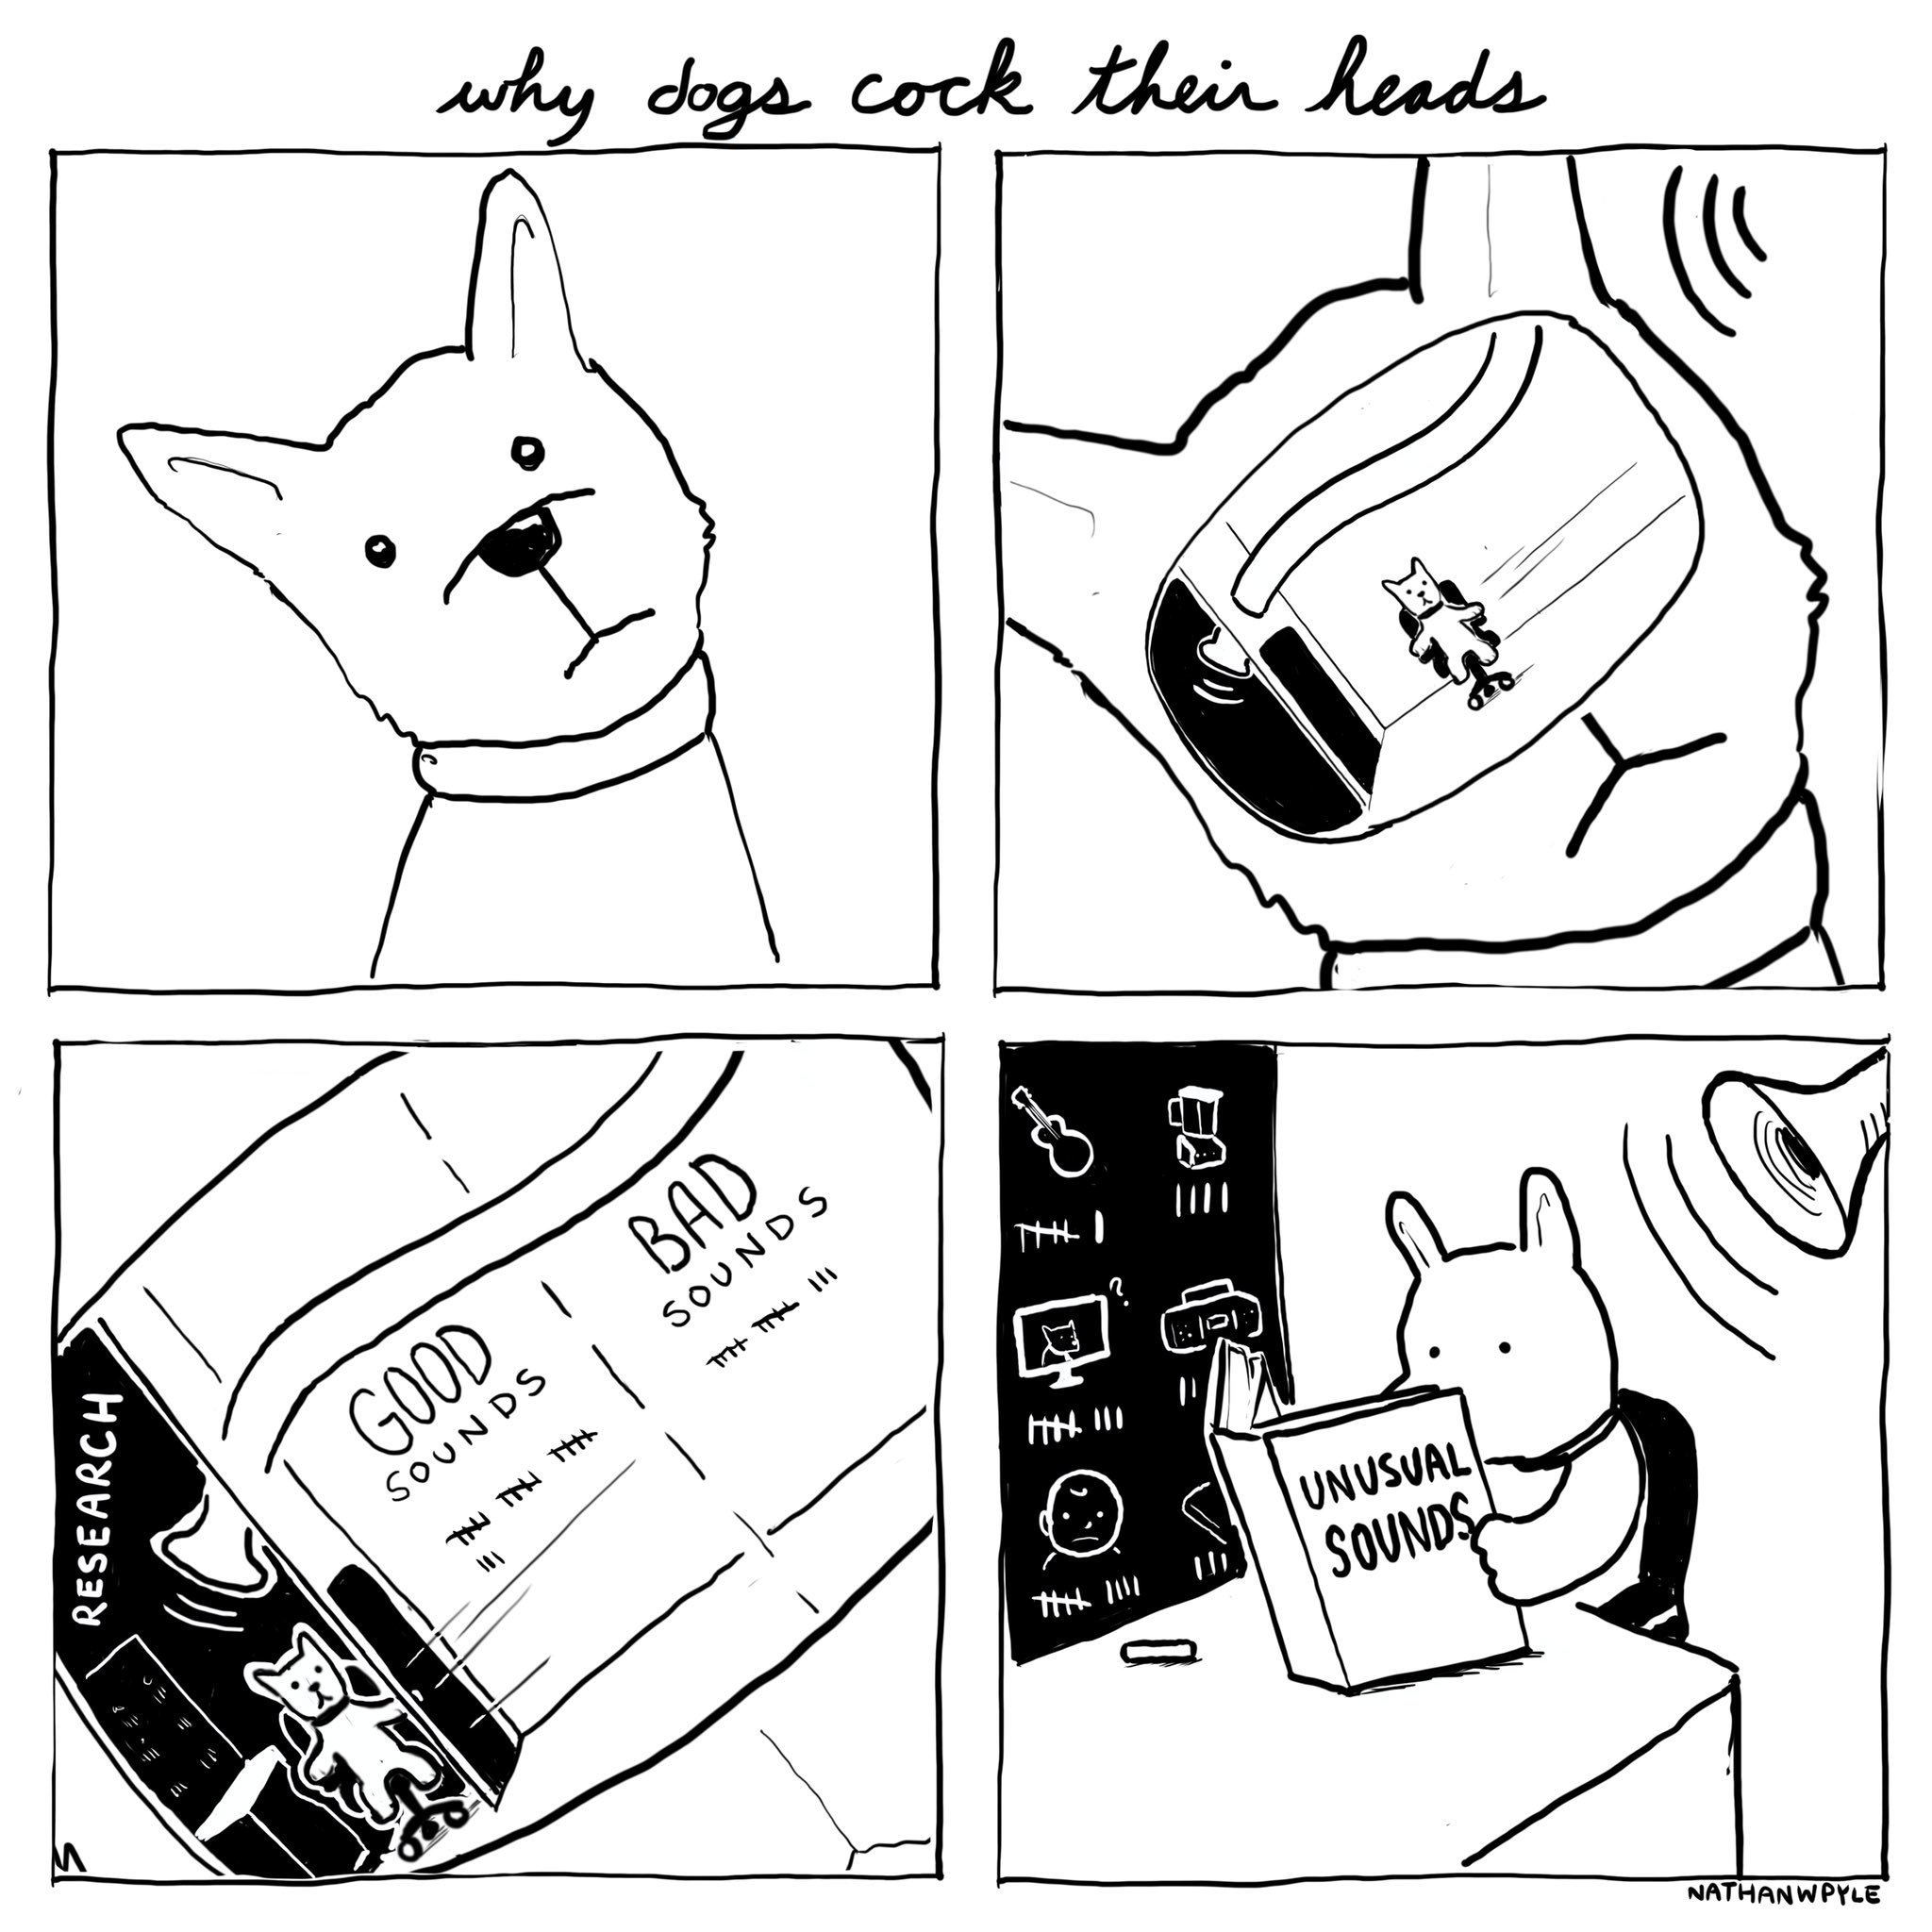 why dogs cock their heads
BAD
SOUNDS
GOOD
SOUNDS
RESEARCH
?
UNUSUAL
SOUNDS
NATHANWPYLE